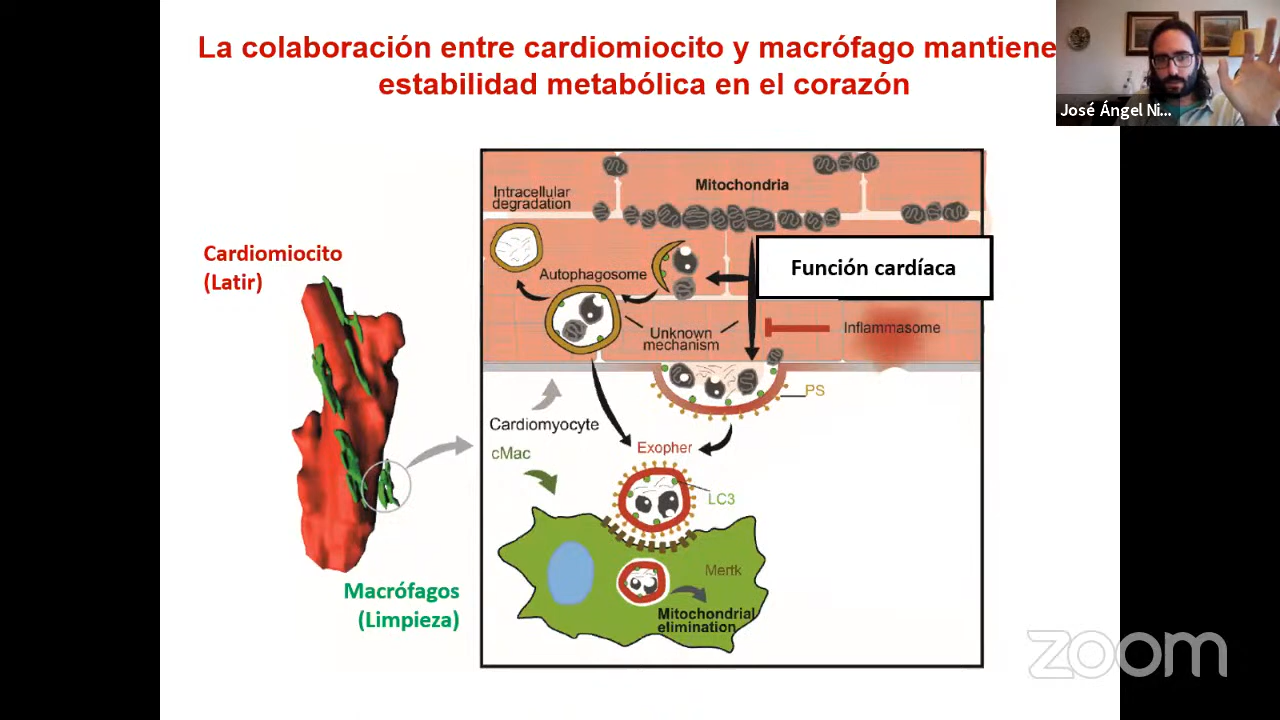 La colaboración entre cardiomiocito y macrófago mantiene
estabilidad metabólica en el corazón
José Ángel Ni...
Intracellular
degradation
Mitochondria
Cardiomiocito
(Latir)
Autophagosome
Función cardíaca
Unknown
mechanism
Inflammasome
PS
Cardiomyocyte
cMac
Exopher
LC3
Mertk
Macrófagos
(Limpieza)
Mitochondrial
elimination
zoom